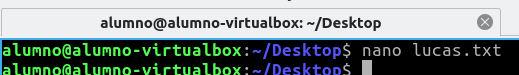 alumno@alumno-virtualbox: ~/Desktop
alumno@alumno-virtualbox:~/Desktop$ nano lucas.txt
alumno@alumno-virtualbox:~/Desktop$